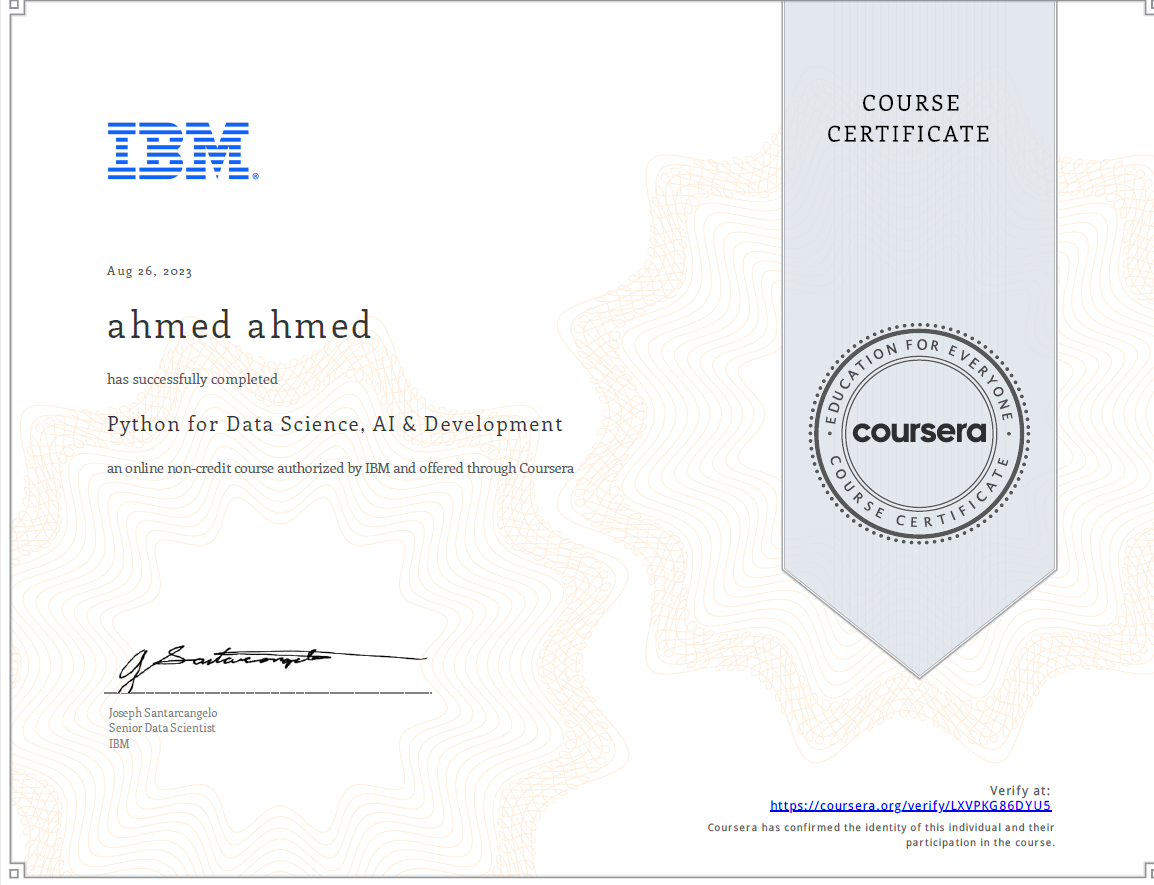 COURSE
CERTIFICATE
IBM®
Aug 26, 2023
ahmed ahmed
has successfully completed
Python for Data Science, AI & Development
an online non-credit course authorized by IBM and offered through Coursera
EDUCATION FOR EVERYONE
coursera
COURSE CERTIFICATE
J Santarcangelo
Joseph Santarcangelo
Senior Data Scientist
IBM
Verify at:
https://coursera.org/verify/LXVPKG86DYU5
Coursera has confirmed the identity of this individual and their
participation in the course.